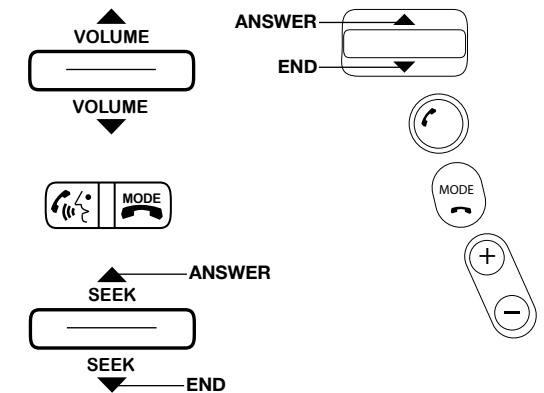 VOLUME
VOLUME
MODE
ANSWER
SEEK
SEEK
END
ANSWER
END
MODE
+
−